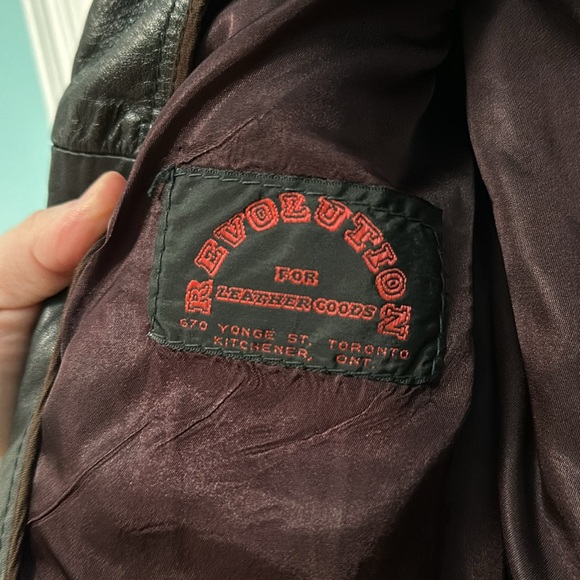 REVOLUTION
FOR
LEATHER GOODS
670 YONGE ST. TORONTO
KITCHENER, ONT.